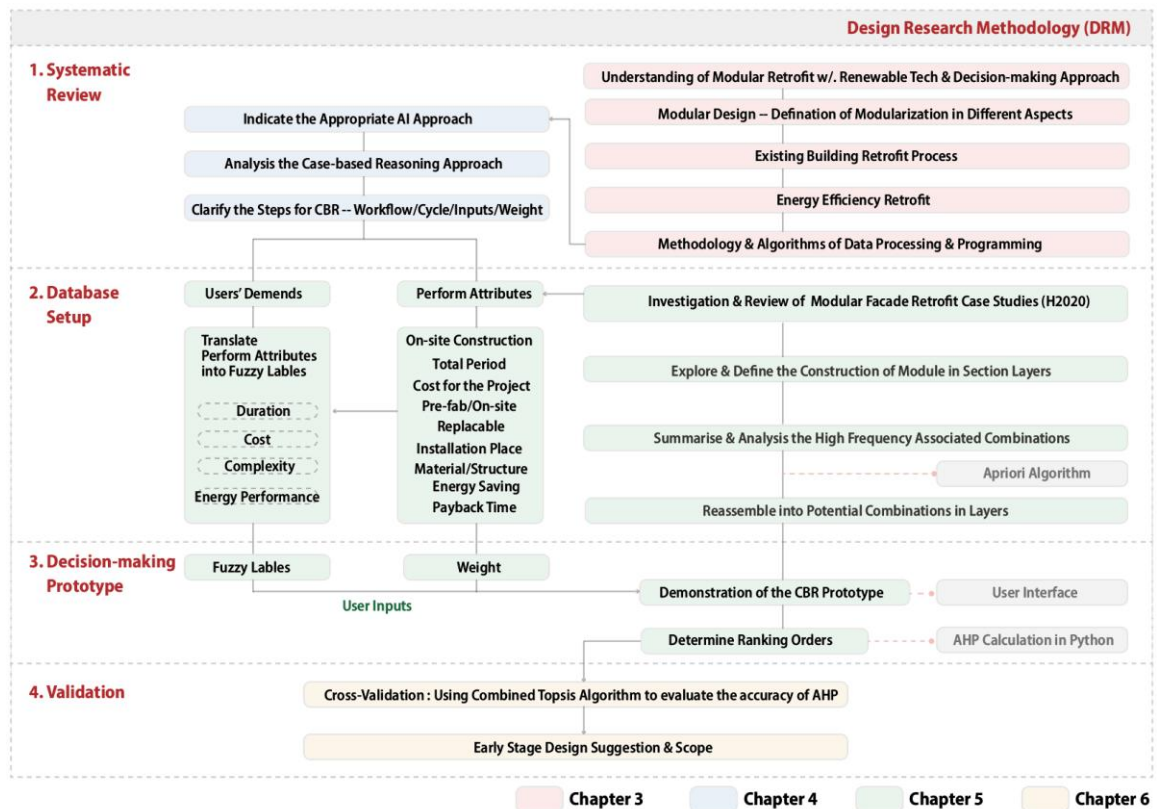 Design Research Methodology (DRM)
1. Systematic
Review
Understanding of Modular Retrofit w/. Renewable Tech & Decision-making Approach
Modular Design -- Defination of Modularization in Different Aspects
Existing Building Retrofit Process
Energy Efficiency Retrofit
Methodology & Algorithms of Data Processing & Programming
Indicate the Appropriate AI Approach
Analysis the Case-based Reasoning Approach
Clarify the Steps for CBR -- Workflow/Cycle/Inputs/Weight
2. Database
Setup
Users' Demands
Translate
Perform Attributes
into Fuzzy Lables
Duration
Cost
Complexity
Energy Performance
Perform Attributes
On-site Construction
Total Period
Cost for the Project
Pre-fab/On-site
Replacable
Installation Place
Material/Structure
Energy Saving
Payback Time
Investigation & Review of Modular Facade Retrofit Case Studies (H2020)
Explore & Define the Construction of Module in Section Layers
Summarise & Analysis the High Frequency Associated Combinations
Apriori Algorithm
Reassemble into Potential Combinations in Layers
3. Decision-making
Prototype
Fuzzy Lables
Weight
User Inputs
Demonstration of the CBR Prototype
User Interface
Determine Ranking Orders
AHP Calculation in Python
4. Validation
Cross-Validation : Using Combined Topsis Algorithm to evaluate the accuracy of AHP
Early Stage Design Suggestion & Scope
Chapter 3
Chapter 4
Chapter 5
Chapter 6